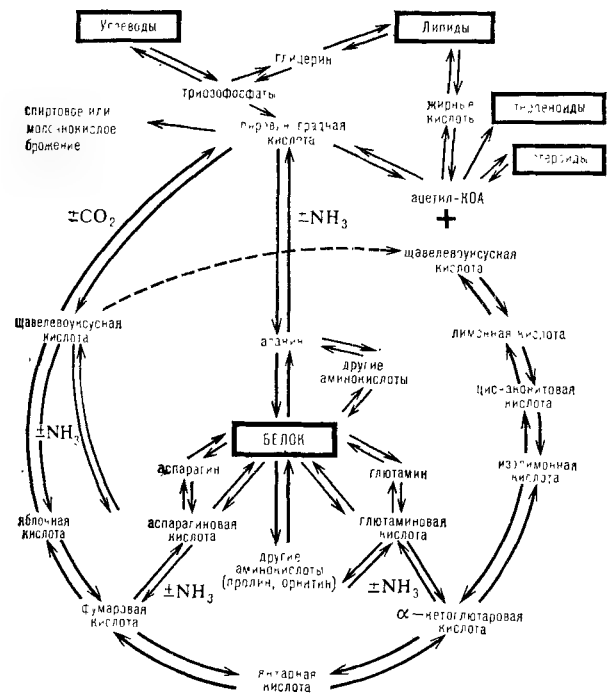 Углеводы
Липиды
глицерин
триозофосфаты
жирные
кислоты
терпеноиды
спиртовое или
молочнокислое
брожение
пировиноградная
кислота
стероиды
ацетил-КОА
+
±CO₂
±NH₃
щавелевоуксусная
кислота
щавелевоуксусная
кислота
аланин
лимонная кислота
другие
аминокислоты
цис-аконитовая
кислота
±NH₃
БЕЛОК
аспарагин
глютамин
изолимонная
кислота
яблочная
кислота
аспарагиновая
кислота
глютаминовая
кислота
другие
аминокислоты
(пролин, орнитин)
±NH₃
±NH₃
фумаровая
кислота
α-кетоглютаровая
кислота
янтарная
кислота